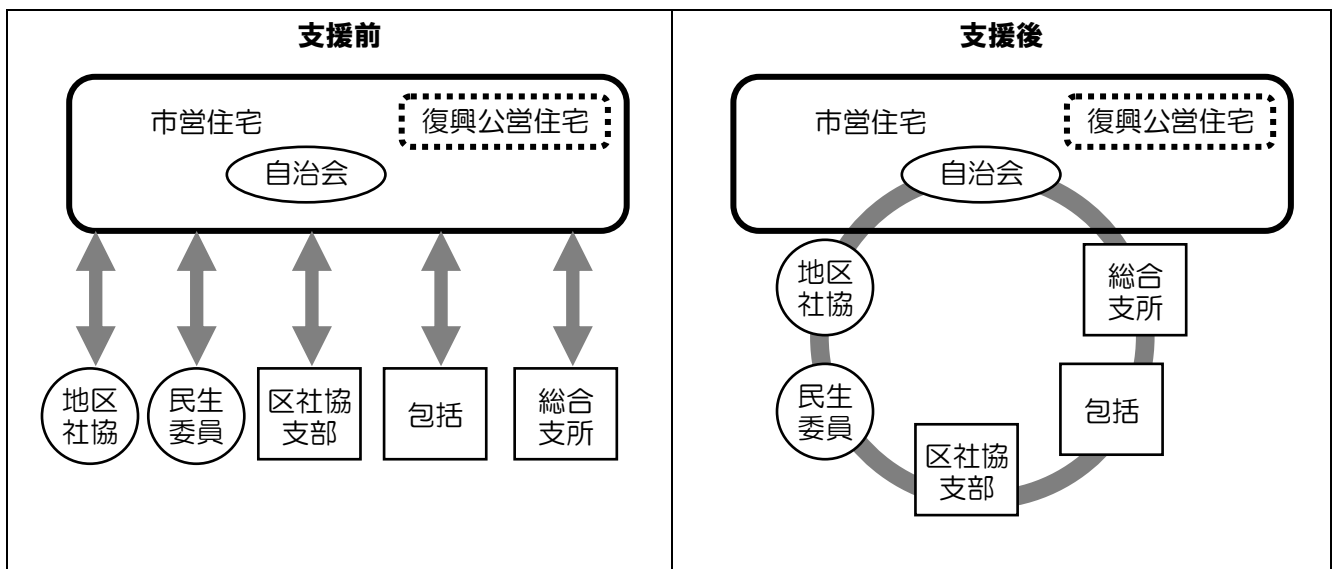 支援前
市営住宅
復興公営住宅
自治会
地区
社協
民生
委員
区社協
支部
包括
総合
支所
支援後
市営住宅
復興公営住宅
自治会
地区
社協
総合
支所
民生
委員
包括
区社協
支部